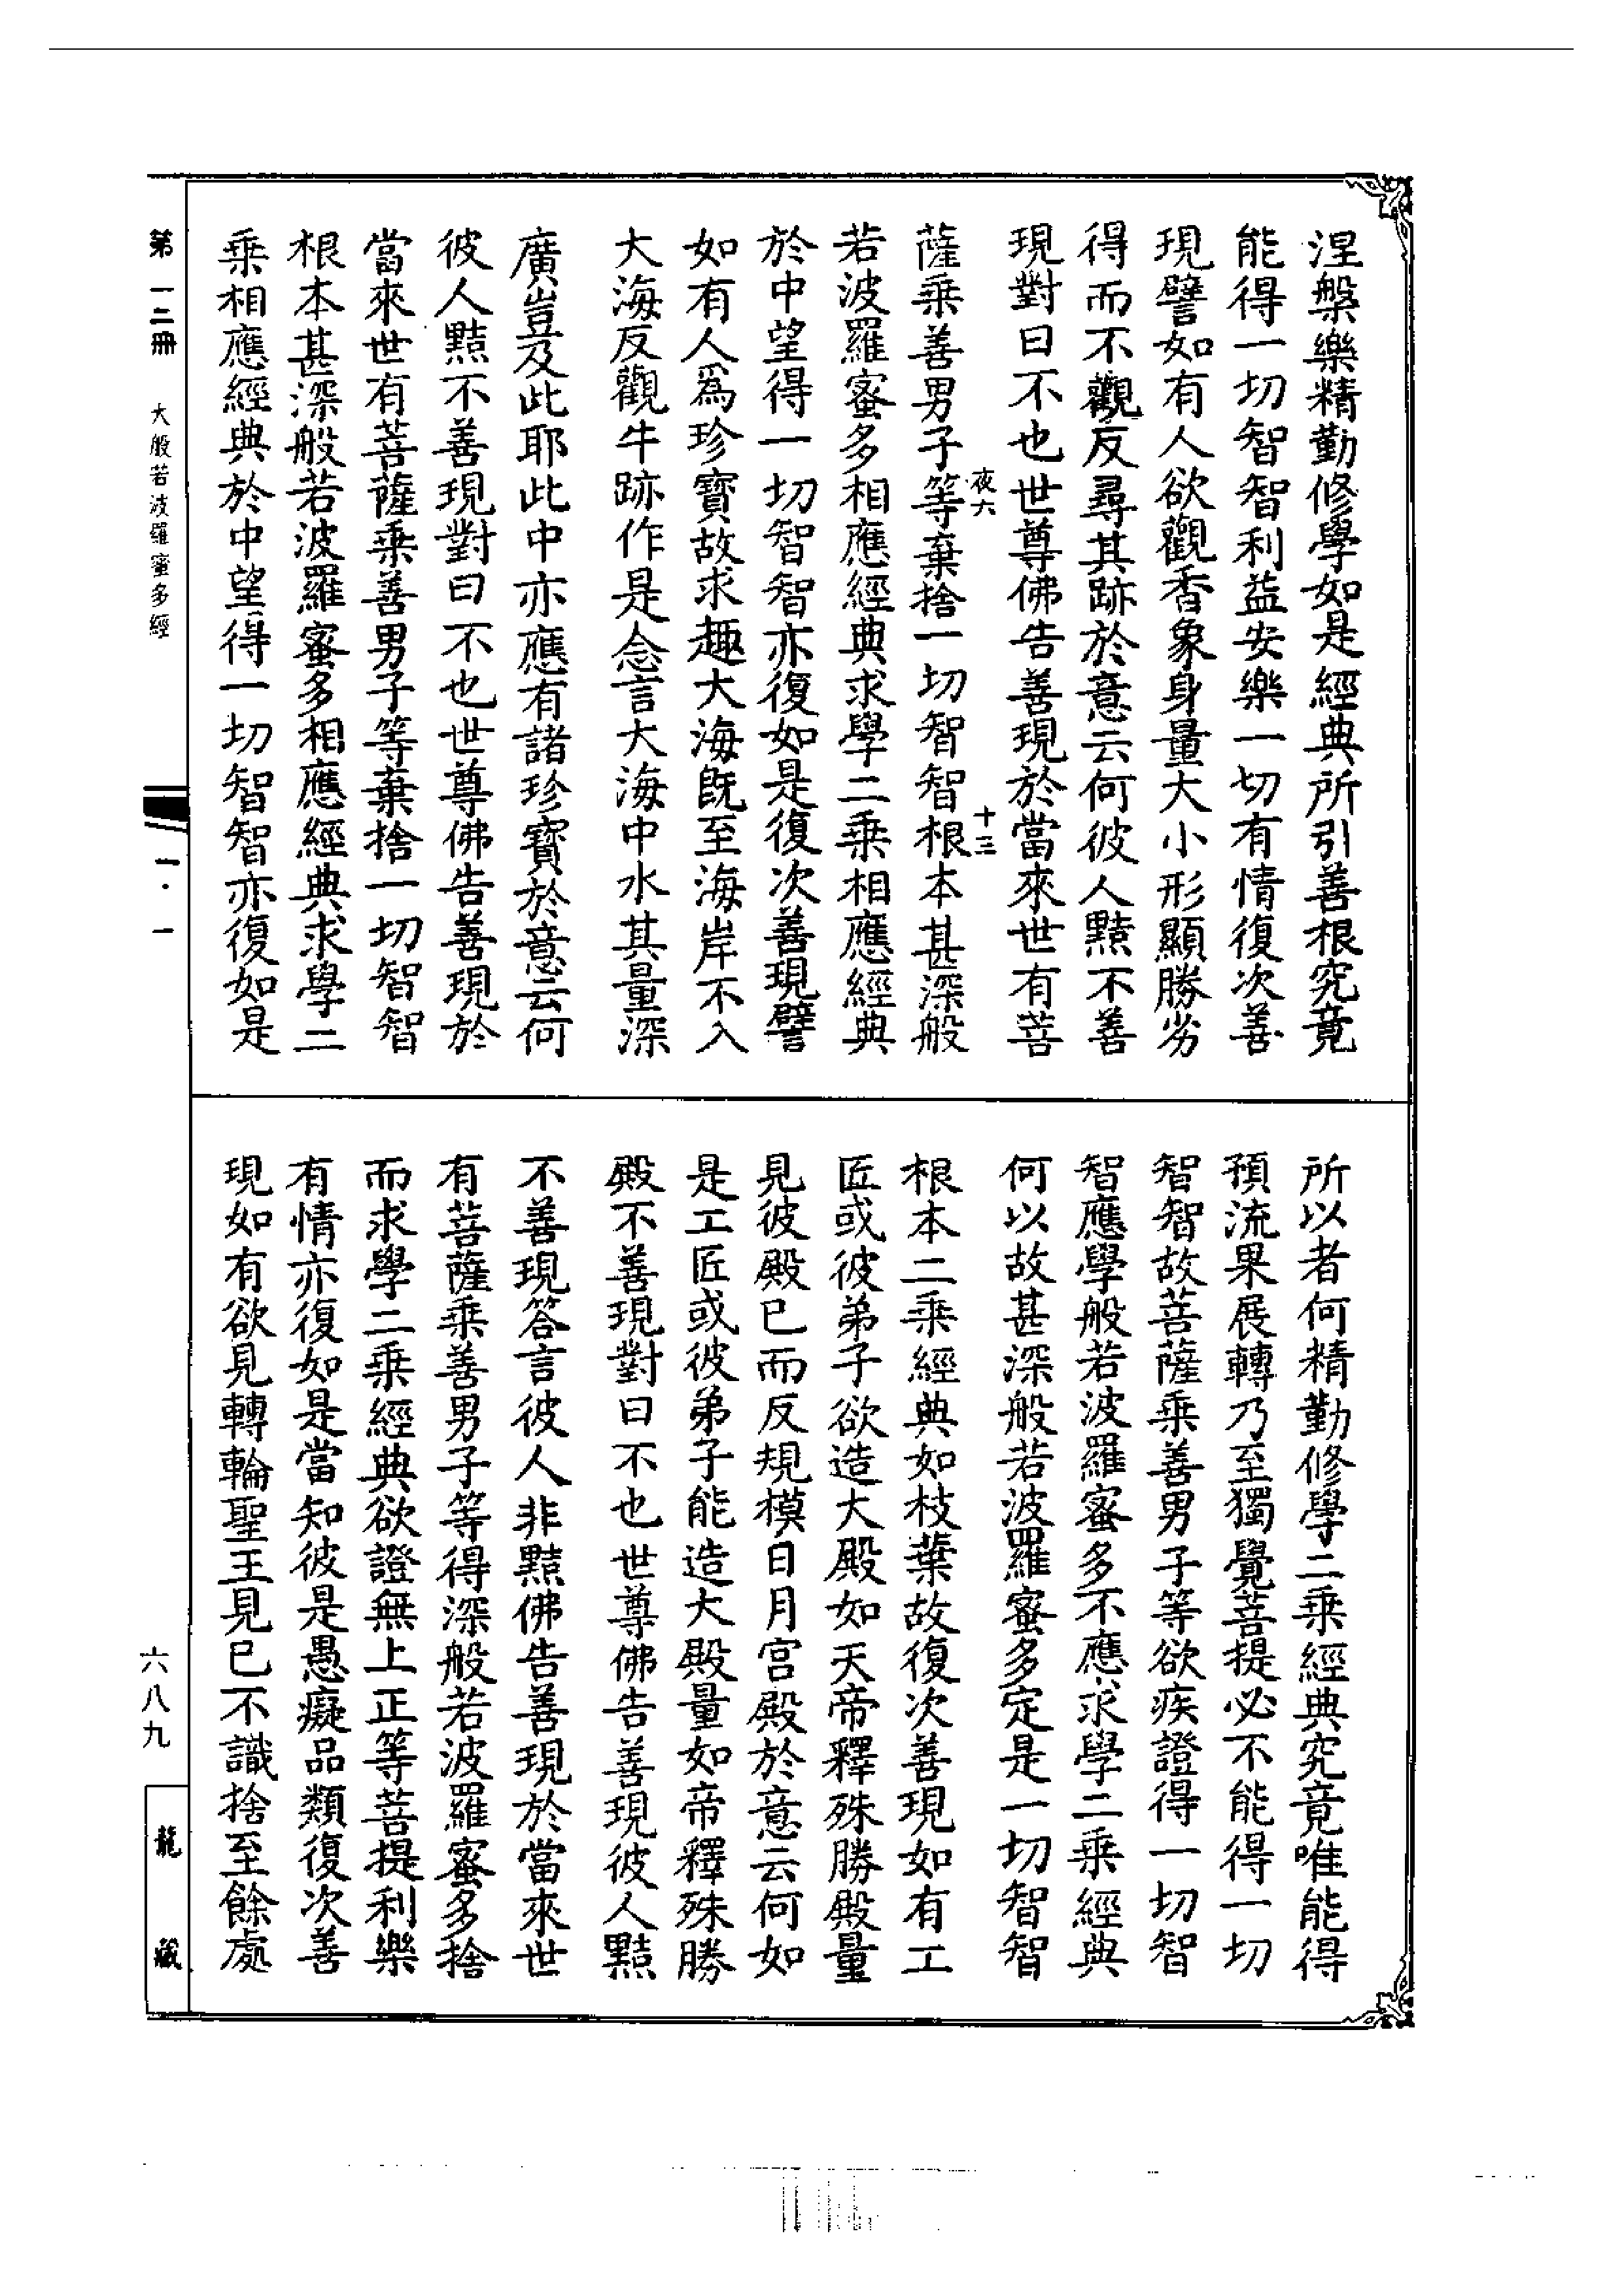 涅槃樂精勤修學如是經典所引善根究竟
能得一切智智利益安樂一切有情復次善
現譬如有人欲觀香象身量大小形顯勝劣
得而不觀反尋其跡於意云何彼人黠不善
現對曰不也世尊佛告善現於當來世有菩
夜六 十三
薩乘善男子等棄捨一切智智根本甚深般
若波羅蜜多相應經典求學二乘相應經典
於中望得一切智智亦復如是復次善現譬
如有人爲珍寶故求趣大海既至海岸不入
大海反觀牛跡作是念言大海中水其量深
廣豈及此耶此中亦應有諸珍寶於意云何
彼人黠不善現對曰不也世尊佛告善現於
當來世有菩薩乘善男子等棄捨一切智智
根本甚深般若波羅蜜多相應經典求學二
乘相應經典於中望得一切智智亦復如是
所以者何精勤修學二乘經典究竟唯能得
預流果展轉乃至獨覺菩提必不能得一切
智智故菩薩乘善男子等欲疾證得一切智
智應學般若波羅蜜多不應求學二乘經典
何以故甚深般若波羅蜜多定是一切智智
根本二乘經典如枝葉故復次善現如有工
匠或彼弟子欲造大殿如天帝釋殊勝殿量
見彼殿已而反規模日月宮殿於意云何如
是工匠或彼弟子能造大殿量如帝釋殊勝
殿不善現對曰不也世尊佛告善現彼人黠
不善現答言彼人非黠佛告善現於當來世
有菩薩乘善男子等得深般若波羅蜜多捨
而求學二乘經典欲證無上正等菩提利樂
有情亦復如是當知彼是愚癡品類復次善
現如有欲見轉輪聖王見已不識捨至餘處
第一二冊 大般若波羅蜜多經 一·一 六八九 龍藏